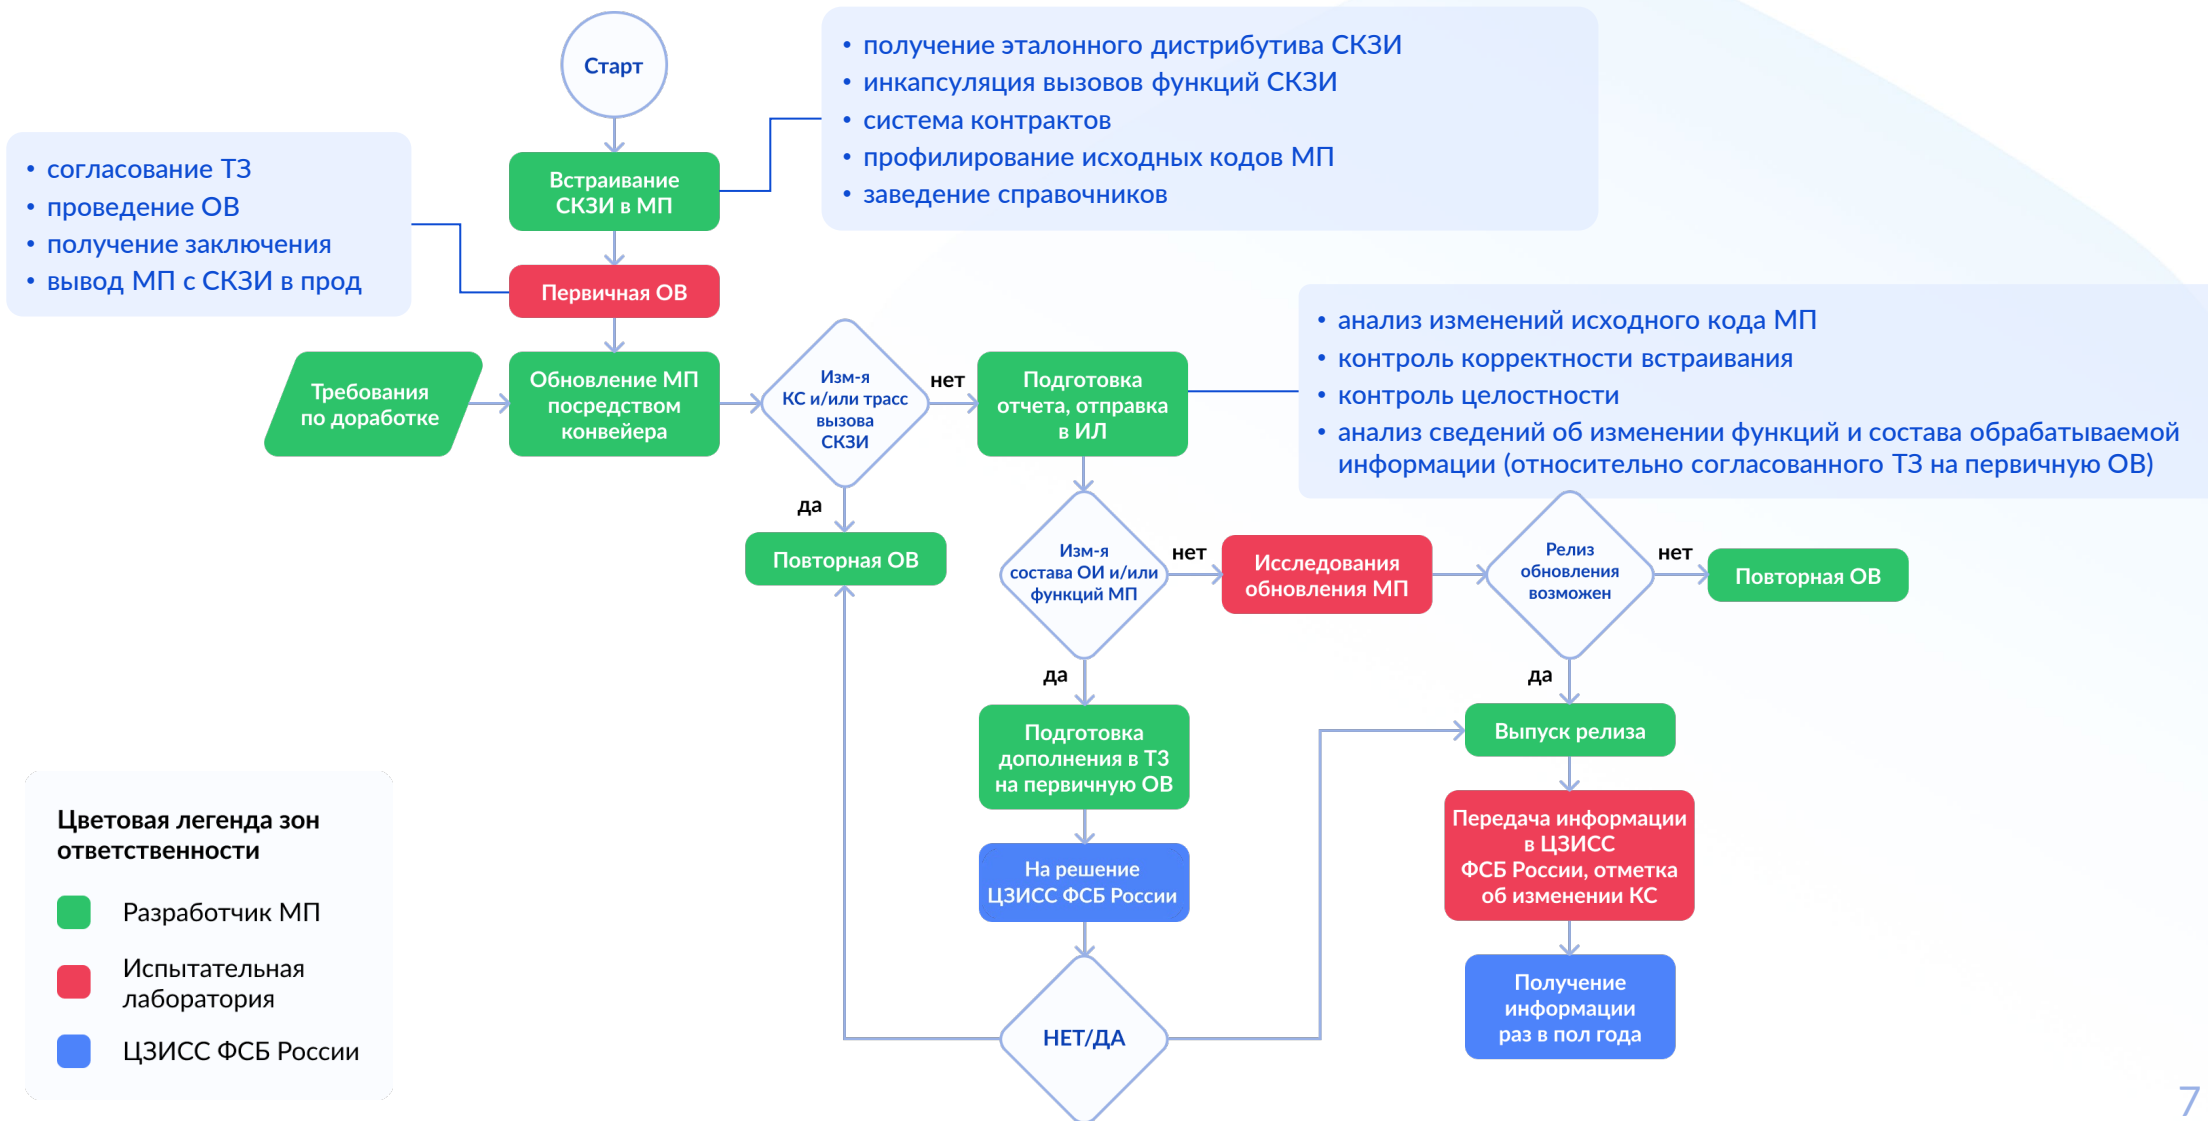 Старт
• получение эталонного дистрибутива СКЗИ
• инкапсуляция вызовов функций СКЗИ
• система контрактов
• профилирование исходных кодов МП
• заведение справочников
• согласование ТЗ
• проведение ОВ
• получение заключения
• вывод МП с СКЗИ в прод
Встраивание
СКЗИ в МП
Первичная ОВ
Требования
по доработке
Обновление МП
посредством
конвейера
Изм-я
КС и/или трасс
вызова
СКЗИ
нет
Подготовка
отчета, отправка
в ИЛ
• анализ изменений исходного кода МП
• контроль корректности встраивания
• контроль целостности
• анализ сведений об изменении функций и состава обрабатываемой
информации (относительно согласованного ТЗ на первичную ОВ)
да
Повторная ОВ
Изм-я
состава ОИ и/или
функций МП
нет
Исследования
обновления МП
Релиз
обновления
возможен
нет
Повторная ОВ
да
Подготовка
дополнения в ТЗ
на первичную ОВ
да
Выпуск релиза
На решение
ЦЗИСС ФСБ России
Передача информации
в ЦЗИСС
ФСБ России, отметка
об изменении КС
НЕТ/ДА
Получение
информации
раз в пол года
Цветовая легенда зон
ответственности
Разработчик МП
Испытательная
лаборатория
ЦЗИСС ФСБ России
7